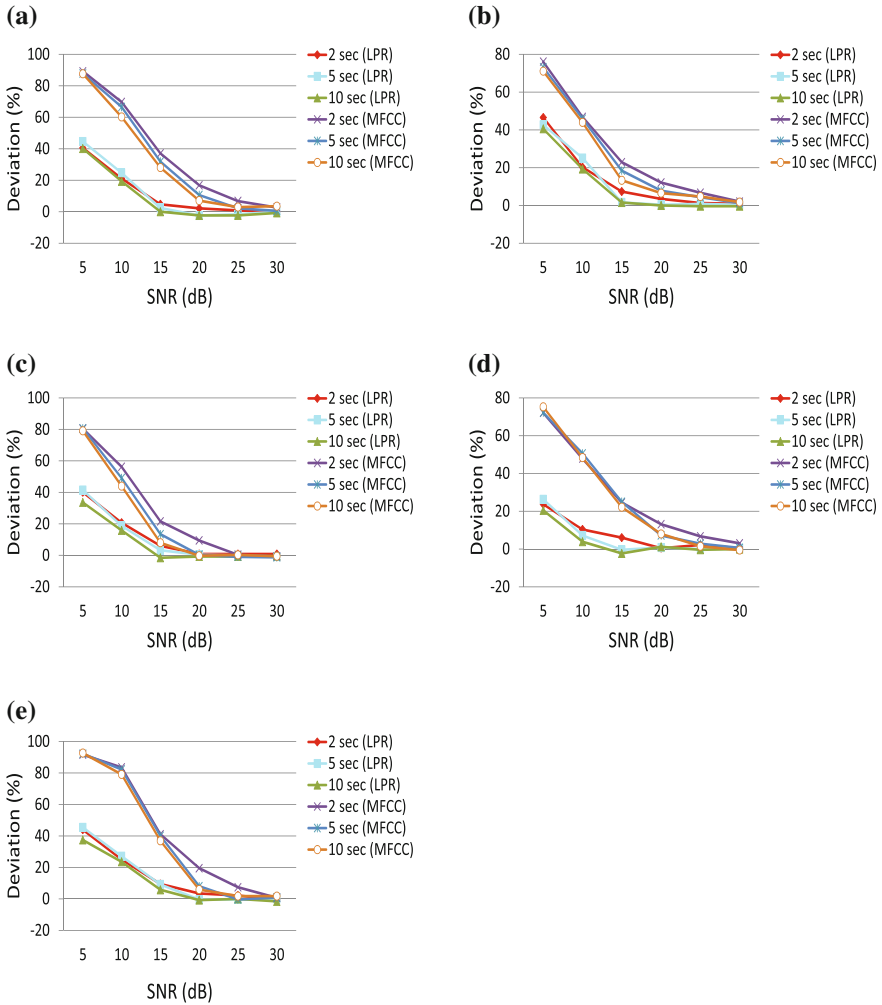 (a)
100
80
60
40
20
0
-20
Deviation (%)
5 10 15 20 25 30
SNR (dB)
2 sec (LPR)
5 sec (LPR)
10 sec (LPR)
2 sec (MFCC)
5 sec (MFCC)
10 sec (MFCC)
(b)
80
60
40
20
0
-20
Deviation (%)
5 10 15 20 25 30
SNR (dB)
2 sec (LPR)
5 sec (LPR)
10 sec (LPR)
2 sec (MFCC)
5 sec (MFCC)
10 sec (MFCC)
(c)
100
80
60
40
20
0
-20
Deviation (%)
5 10 15 20 25 30
SNR (dB)
2 sec (LPR)
5 sec (LPR)
10 sec (LPR)
2 sec (MFCC)
5 sec (MFCC)
10 sec (MFCC)
(d)
80
60
40
20
0
-20
Deviation (%)
5 10 15 20 25 30
SNR (dB)
2 sec (LPR)
5 sec (LPR)
10 sec (LPR)
2 sec (MFCC)
5 sec (MFCC)
10 sec (MFCC)
(e)
100
80
60
40
20
0
-20
Deviation (%)
5 10 15 20 25 30
SNR (dB)
2 sec (LPR)
5 sec (LPR)
10 sec (LPR)
2 sec (MFCC)
5 sec (MFCC)
10 sec (MFCC)